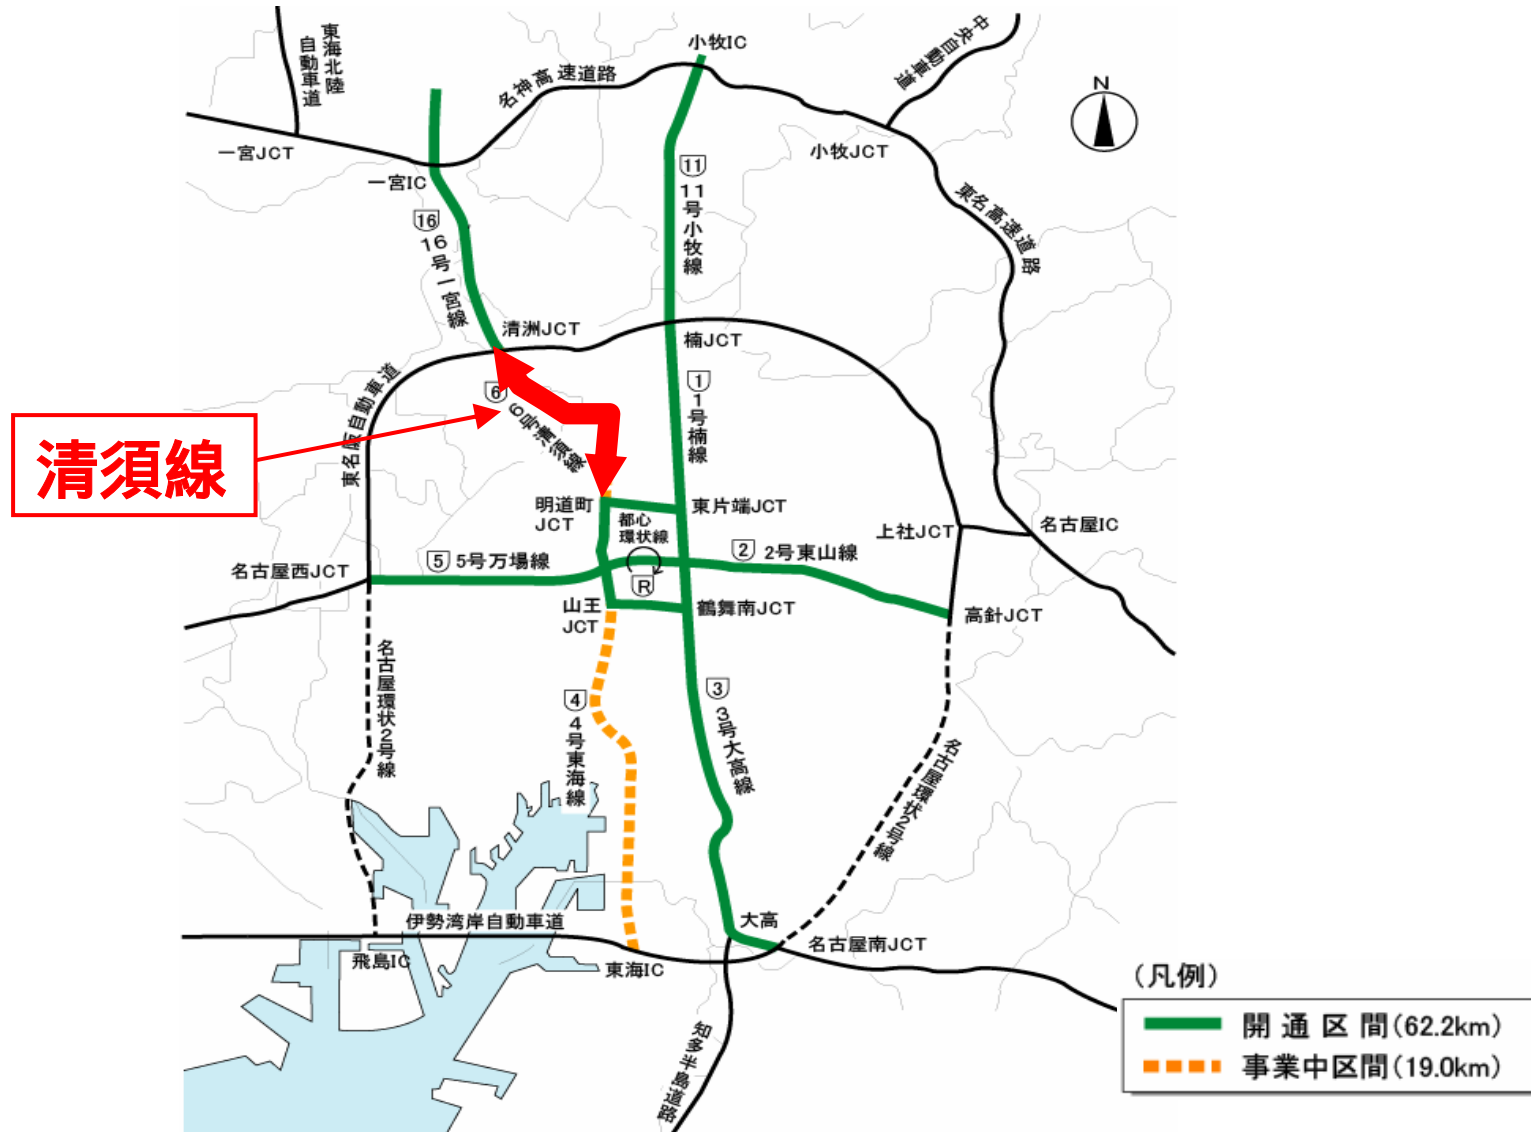 東海北陸
自動車道
小牧IC
中央自動車道
N
名神高速道路
一宮JCT
小牧JCT
一宮IC
11
11号小牧線
東名高速道路
16
16号一宮線
清洲JCT
楠JCT
東名阪自動車道
6
6号清須線
1
1号楠線
清須線
明道町
JCT
東片端JCT
都心
環状線
上社JCT
名古屋IC
名古屋西JCT
5
5号万場線
2
2号東山線
R
山王
JCT
鶴舞南JCT
高針JCT
名古屋環状2号線
4
4号東海線
3
3号大高線
名古屋環状2号線
伊勢湾岸自動車道
大高
名古屋南JCT
飛島IC
東海IC
知多半島道路
(凡例)
開通区間(62.2km)
事業中区間(19.0km)